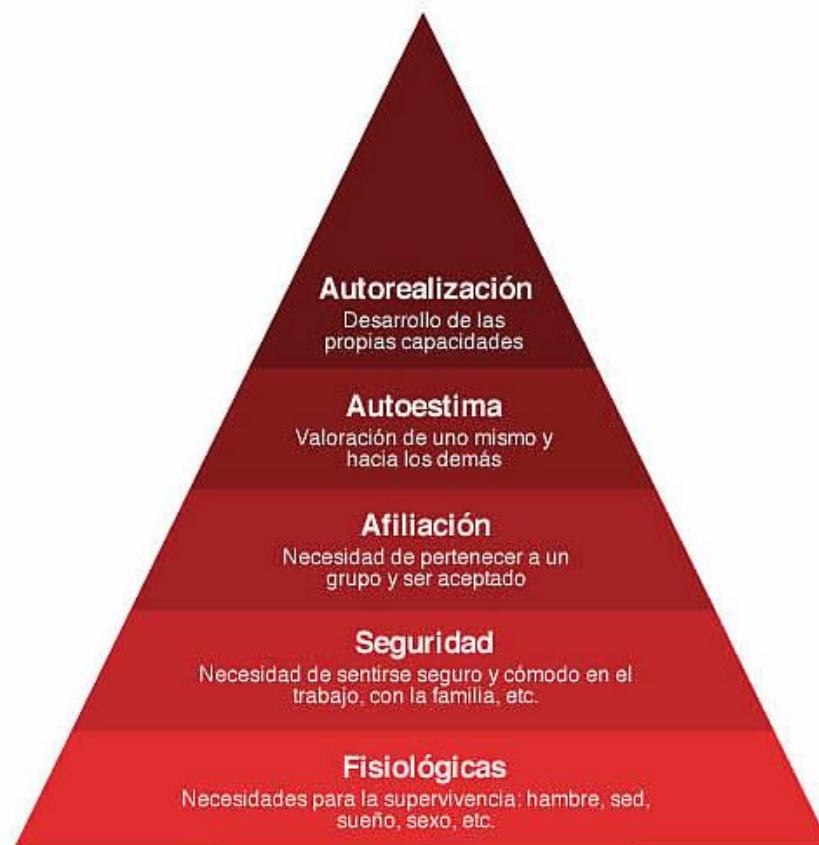 Autorealización
Desarrollo de las
propias capacidades
Autoestima
Valoración de uno mismo y
hacia los demás
Afiliación
Necesidad de pertenecer a un
grupo y ser aceptado
Seguridad
Necesidad de sentirse seguro y cómodo en el
trabajo, con la familia, etc.
Fisiológicas
Necesidades para la supervivencia: hambre, sed,
sueño, sexo, etc.